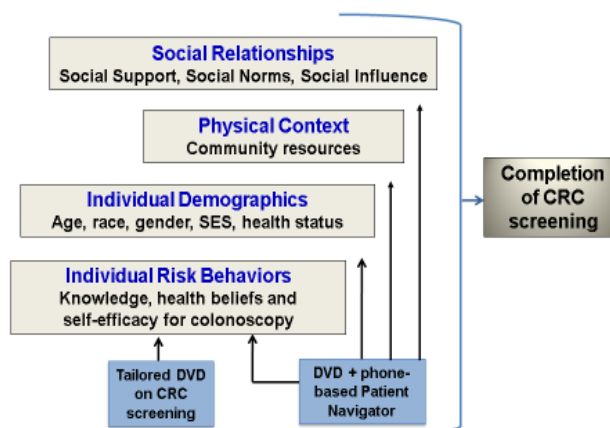 Social Relationships
Social Support, Social Norms, Social Influence
Physical Context
Community resources
Individual Demographics
Age, race, gender, SES, health status
Individual Risk Behaviors
Knowledge, health beliefs and
self-efficacy for colonoscopy
Tailored DVD
on CRC
screening
DVD + phone-
based Patient
Navigator
Completion
of CRC
screening